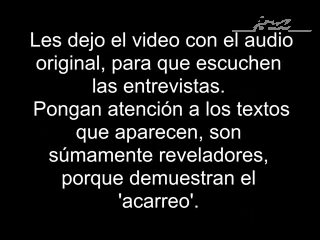 Les dejo el video con el audio
original, para que escuchen
las entrevistas.
Pongan atención a los textos
que aparecen, son
súmamente reveladores,
porque demuestran el
'acarreo'.